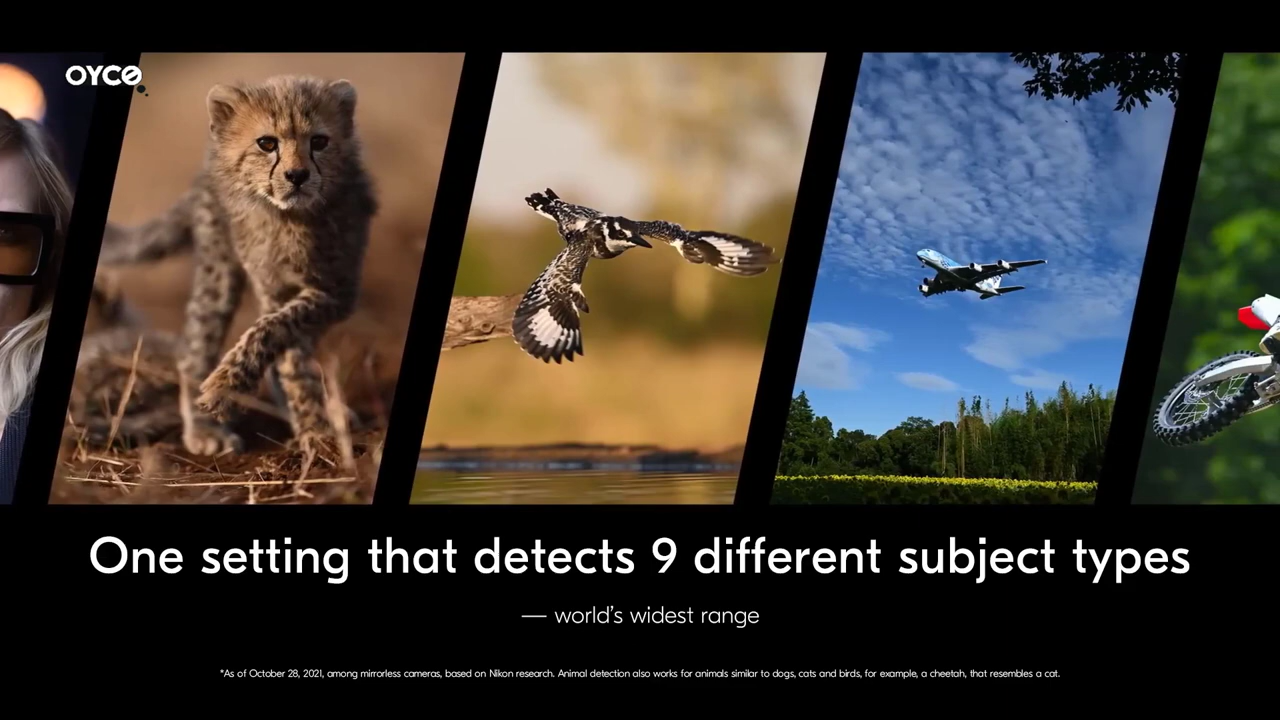 OYCO
One setting that detects 9 different subject types
— world's widest range
*As of October 28, 2021, among mirrorless cameras, based on Nikon research. Animal detection also works for animals similar to dogs, cats and birds, for example, a cheetah, that resembles a cat.